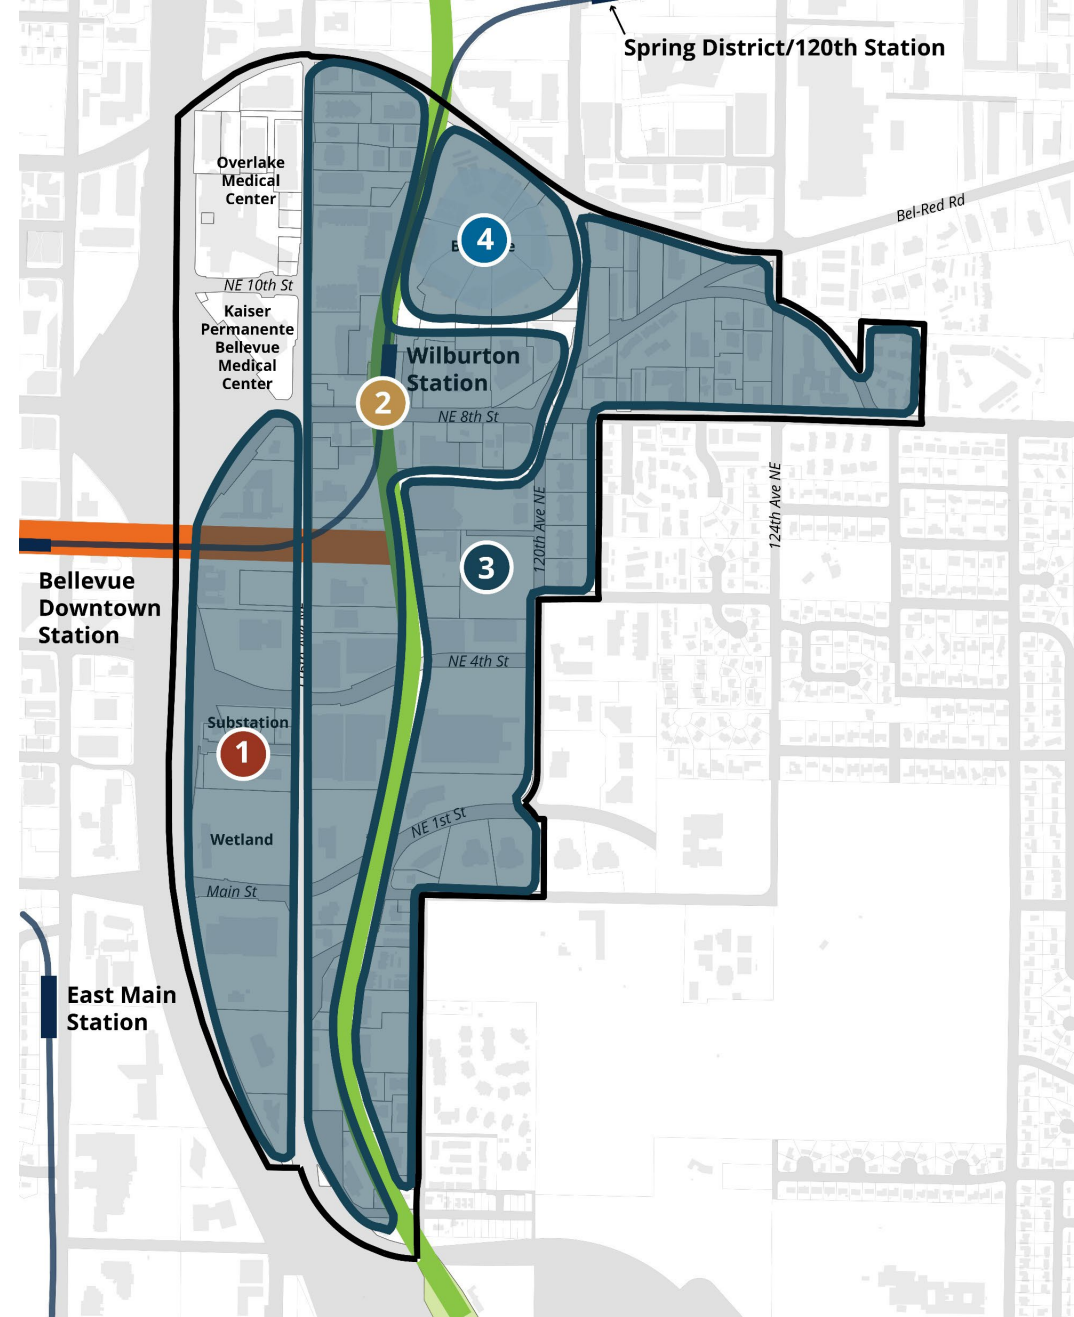 Spring District/120th Station
Overlake
Medical
Center
Bel-Red Rd
4
NE 10th St
Kaiser
Permanente
Bellevue
Medical
Center
Wilburton
Station
2
NE 8th St
124th Ave NE
120th Ave NE
3
Bellevue
Downtown
Station
NE 4th St
Substation
1
NE 1st St
Wetland
Main St
East Main
Station